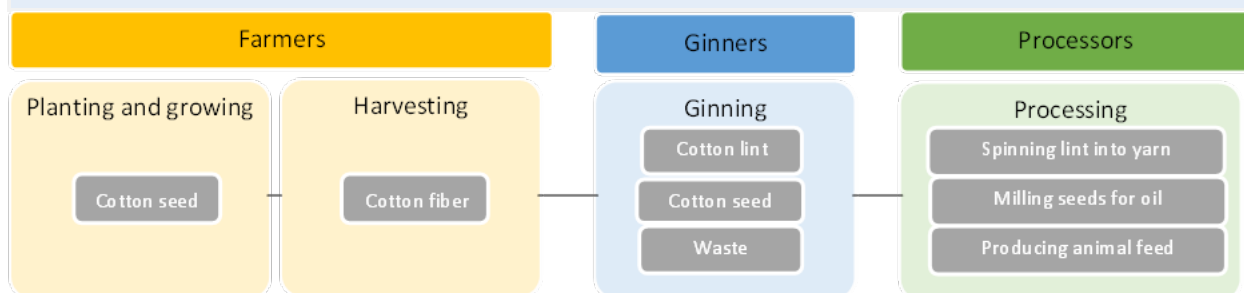 Farmers
Ginners
Processors
Planting and growing
Harvesting
Ginning
Processing
Cotton seed
Cotton fiber
Cotton lint
Cotton seed
Waste
Spinning lint into yarn
Milling seeds for oil
Producing animal feed